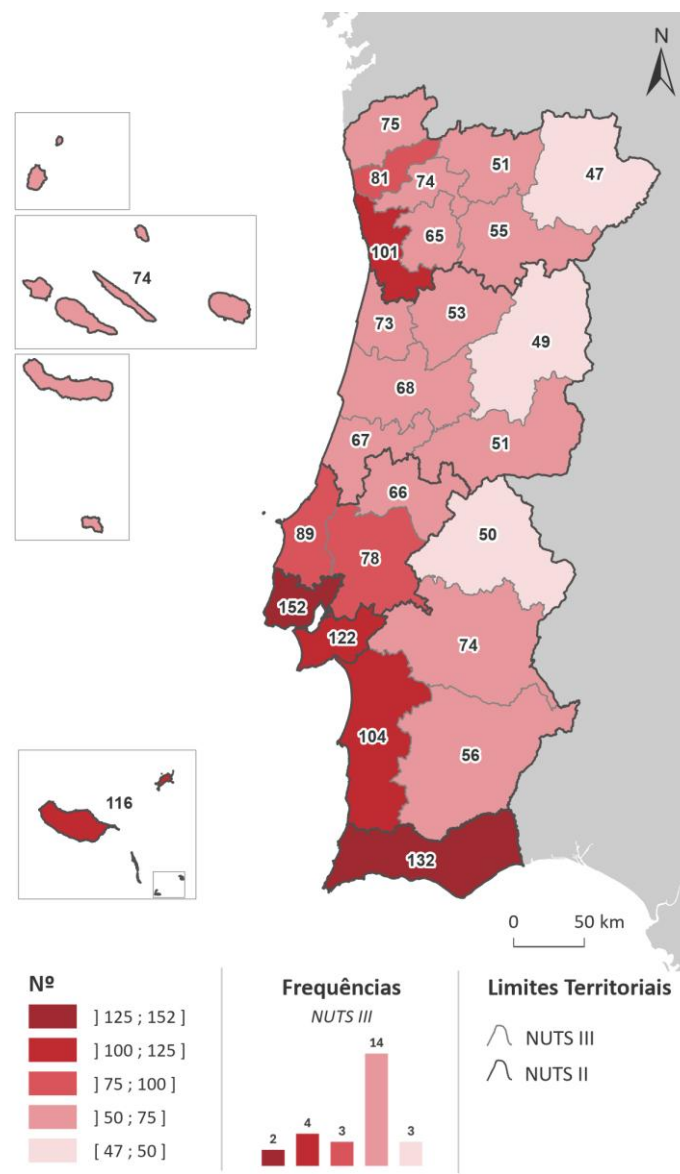 N
75
51
47
81
74
65
55
101
74
73
53
49
68
67
51
66
50
89
78
152
122
74
104
56
116
132
0 50 km
Nº
] 125 ; 152 ]
] 100 ; 125 ]
] 75 ; 100 ]
] 50 ; 75 ]
[ 47 ; 50 ]
Frequências
NUTS III
14
2
4
3
3
Limites Territoriais
NUTS III
NUTS II